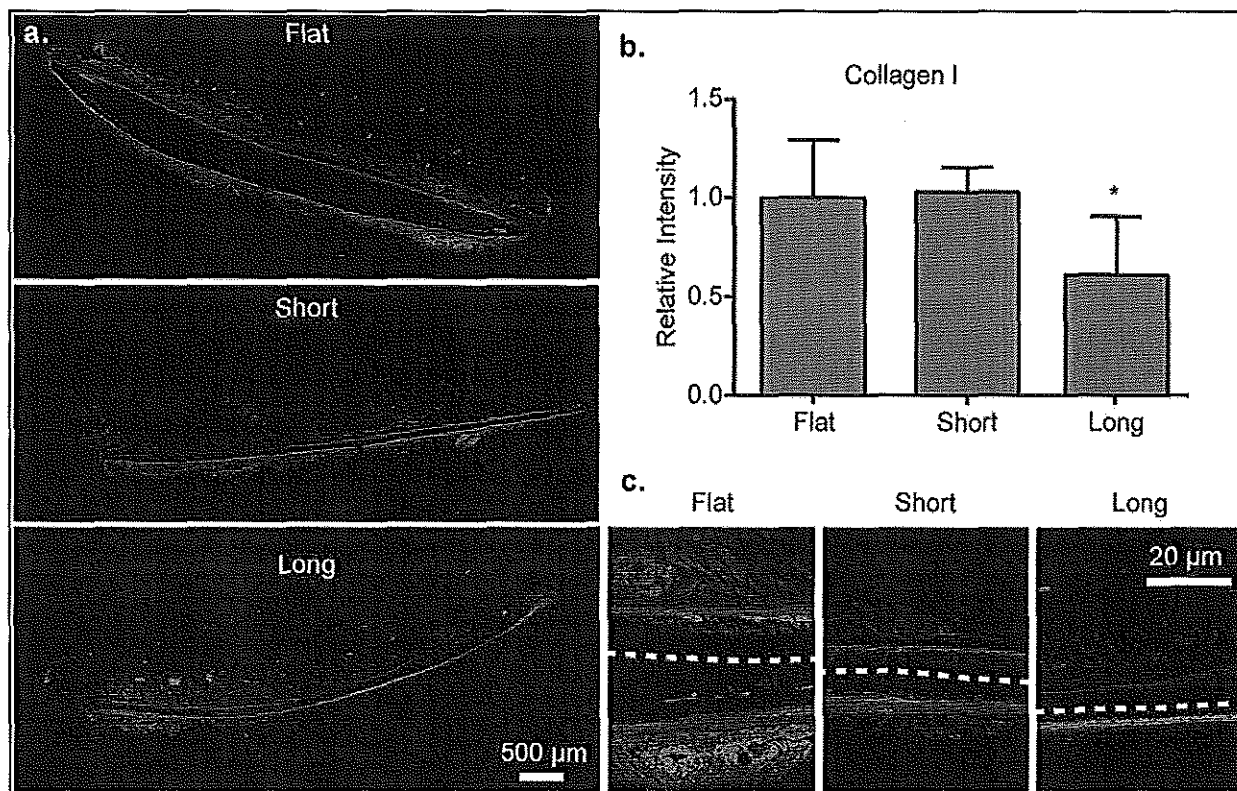 a.
Flat
Short
Long
500 µm
b.
Collagen I
Relative Intensity
1.5
1.0
0.5
0.0
*
Flat
Short
Long
c.
Flat
Short
Long
20 µm